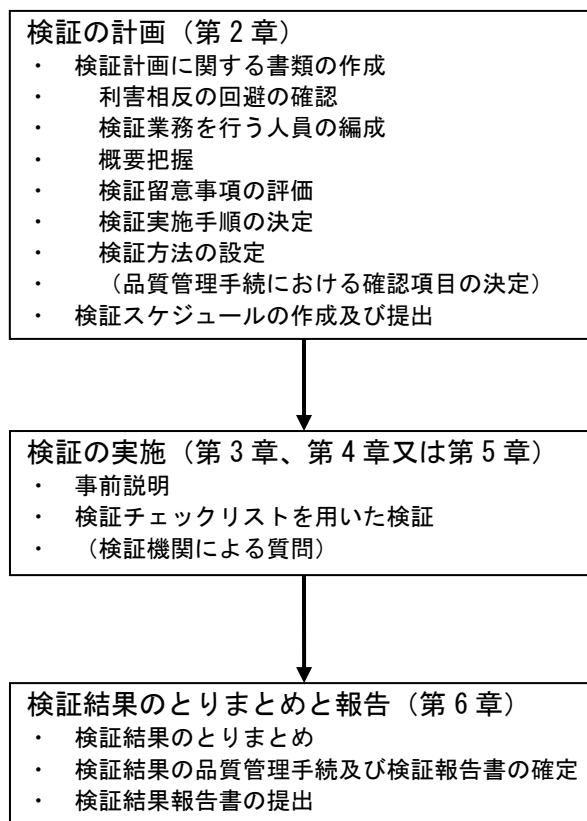 検証の計画（第２章）
・ 検証計画に関する書類の作成
・ 利害相反の回避の確認
・ 検証業務を行う人員の編成
・ 概要把握
・ 検証留意事項の評価
・ 検証実施手順の決定
・ 検証方法の設定
・ （品質管理手続における確認項目の決定）
・ 検証スケジュールの作成及び提出
検証の実施（第３章、第４章又は第５章）
・ 事前説明
・ 検証チェックリストを用いた検証
・ （検証機関による質問）
検証結果のとりまとめと報告（第６章）
・ 検証結果のとりまとめ
・ 検証結果の品質管理手続及び検証報告書の確定
・ 検証結果報告書の提出